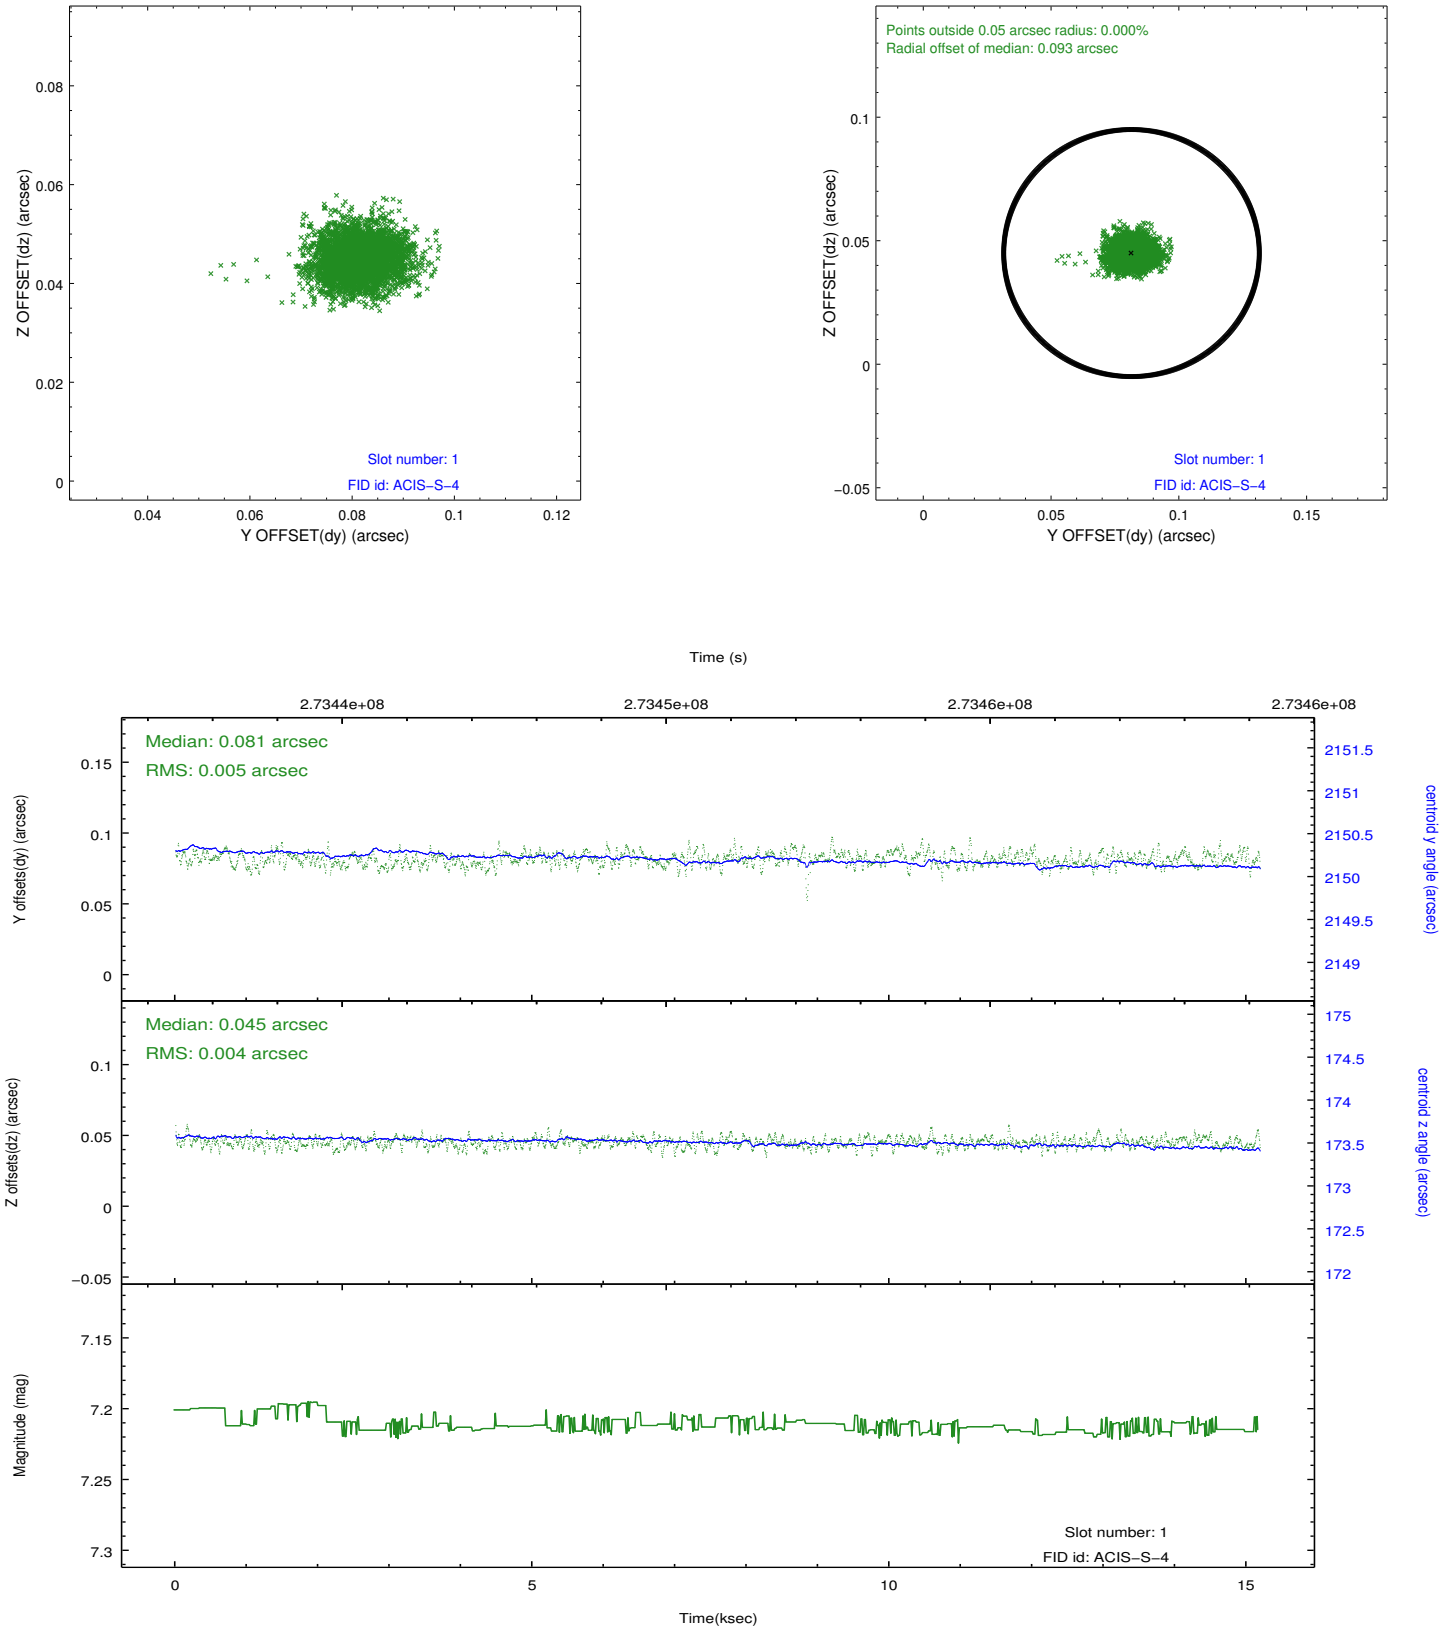 0.08
0.06
0.04
0.02
0
Z OFFSET(dz) (arcsec)
Slot number: 1
FID id: ACIS−S−4
0.04
0.06
0.08
0.1
0.12
Y OFFSET(dy) (arcsec)
Points outside 0.05 arcsec radius: 0.000%
Radial offset of median: 0.093 arcsec
0.1
0.05
0
−0.05
Z OFFSET(dz) (arcsec)
Slot number: 1
FID id: ACIS−S−4
0
0.05
0.1
0.15
Y OFFSET(dy) (arcsec)
Time (s)
2.7344e+08
2.7345e+08
2.7346e+08
2.7346e+08
Median: 0.081 arcsec
RMS: 0.005 arcsec
0.15
0.1
0.05
0
Y offsets(dy) (arcsec)
2151.5
2151
2150.5
2150
2149.5
2149
centroid y angle (arcsec)
Median: 0.045 arcsec
RMS: 0.004 arcsec
0.1
0.05
0
−0.05
Z offsets(dz) (arcsec)
175
174.5
174
173.5
173
172.5
172
centroid z angle (arcsec)
7.15
7.2
7.25
7.3
Magnitude (mag)
Slot number: 1
FID id: ACIS−S−4
0
5
10
15
Time(ksec)